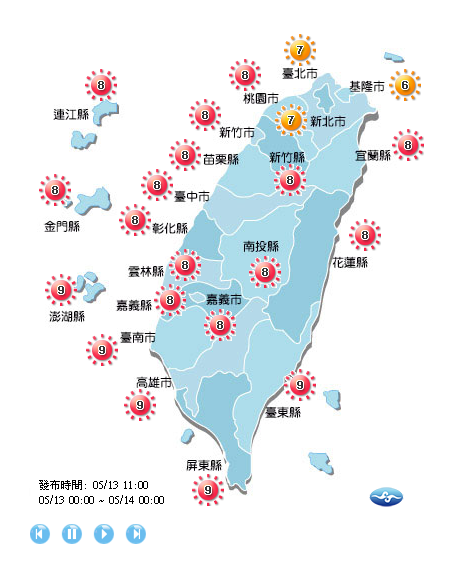 7
臺北市
8
桃園市
8
連江縣
基隆市
6
8
新竹市
7
新北市
8
苗栗縣
新竹縣
宜蘭縣
8
8
臺中市
8
8
金門縣
8
彰化縣
南投縣
8
花蓮縣
雲林縣
8
8
9
澎湖縣
嘉義縣
8
嘉義市
8
臺南市
9
高雄市
9
9
臺東縣
屏東縣
9
發布時間: 05/13 11:00
05/13 00:00 ~ 05/14 00:00